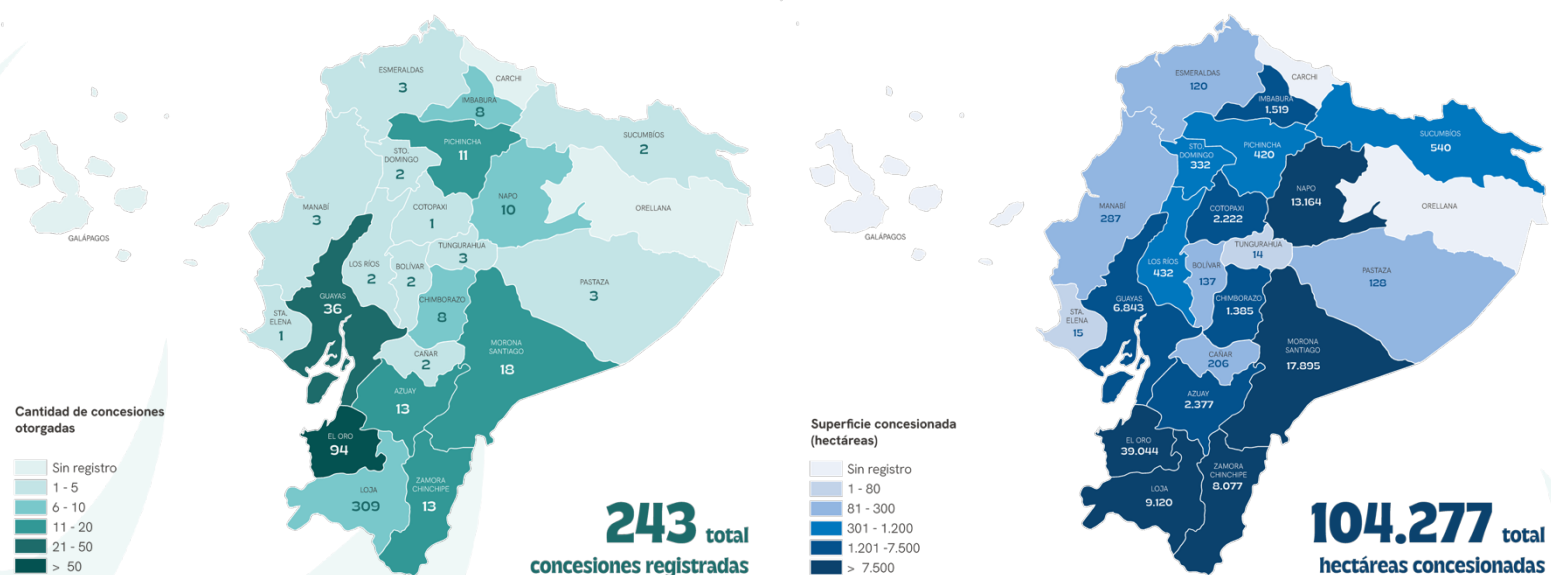 ESMERALDAS
3
CARCHI
IMBABURA
8
SUCUMBÍOS
2
PICHINCHA
11
STO.
DOMINGO
2
NAPO
10
ORELLANA
MANABÍ
3
COTOPAXI
1
GALÁPAGOS
TUNGURAHUA
3
LOS RÍOS
2
BOLÍVAR
2
PASTAZA
3
GUAYAS
36
CHIMBORAZO
8
STA.
ELENA
1
MORONA
SANTIAGO
18
CAÑAR
2
AZUAY
13
EL ORO
94
ZAMORA
CHINCHIPE
13
LOJA
309
Cantidad de concesiones
otorgadas
Sin registro
1 - 5
6 - 10
11 - 20
21 - 50
> 50
243 total
concesiones registradas
ESMERALDAS
120
CARCHI
IMBABURA
1.519
SUCUMBÍOS
540
PICHINCHA
420
STO.
DOMINGO
332
NAPO
13.164
ORELLANA
MANABÍ
287
COTOPAXI
2.222
GALÁPAGOS
TUNGURAHUA
14
LOS RÍOS
432
BOLÍVAR
137
PASTAZA
128
GUAYAS
6.843
CHIMBORAZO
1.385
STA.
ELENA
15
MORONA
SANTIAGO
17.895
CAÑAR
206
AZUAY
2.377
EL ORO
39.044
ZAMORA
CHINCHIPE
8.077
LOJA
9.120
Superficie concesionada
(hectáreas)
Sin registro
1 - 80
81 - 300
301 - 1.200
1.201 -7.500
> 7.500
104.277 total
hectáreas concesionadas